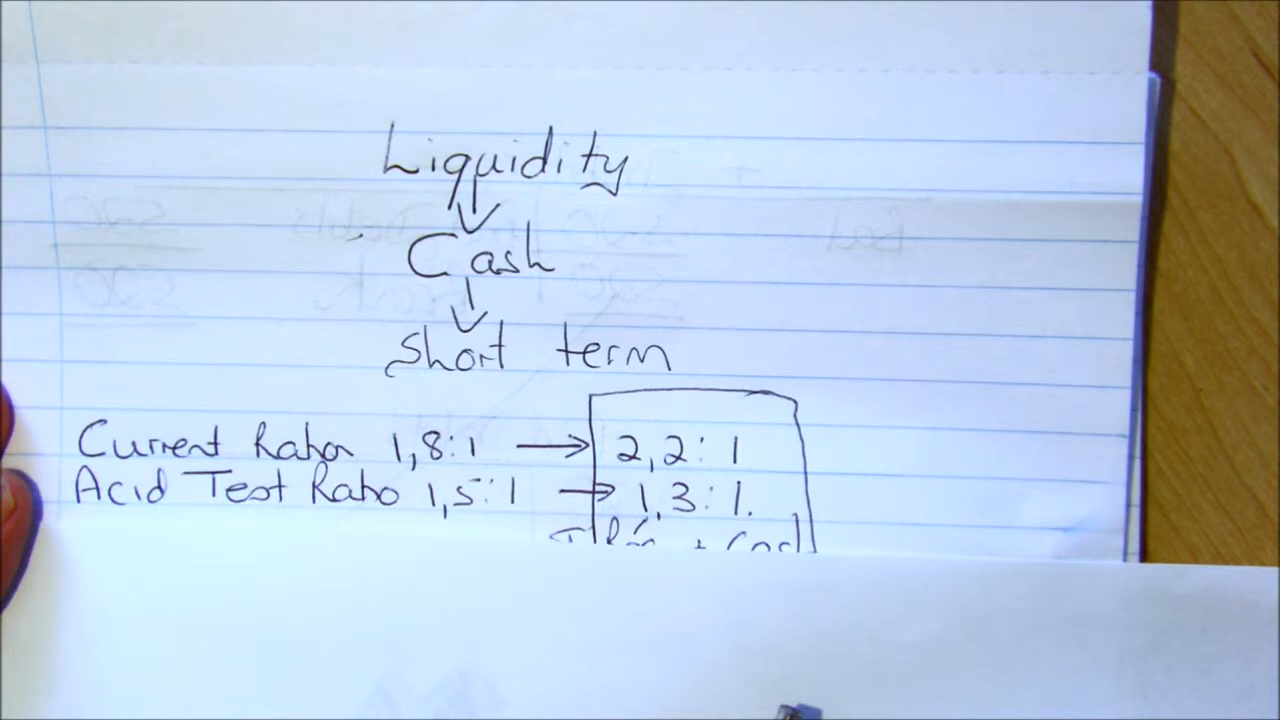 Liquidity
Cash
Short term
Current Ratio 1,8:1 → 2,2:1
Acid Test Ratio 1,5:1 → 1,3:1.